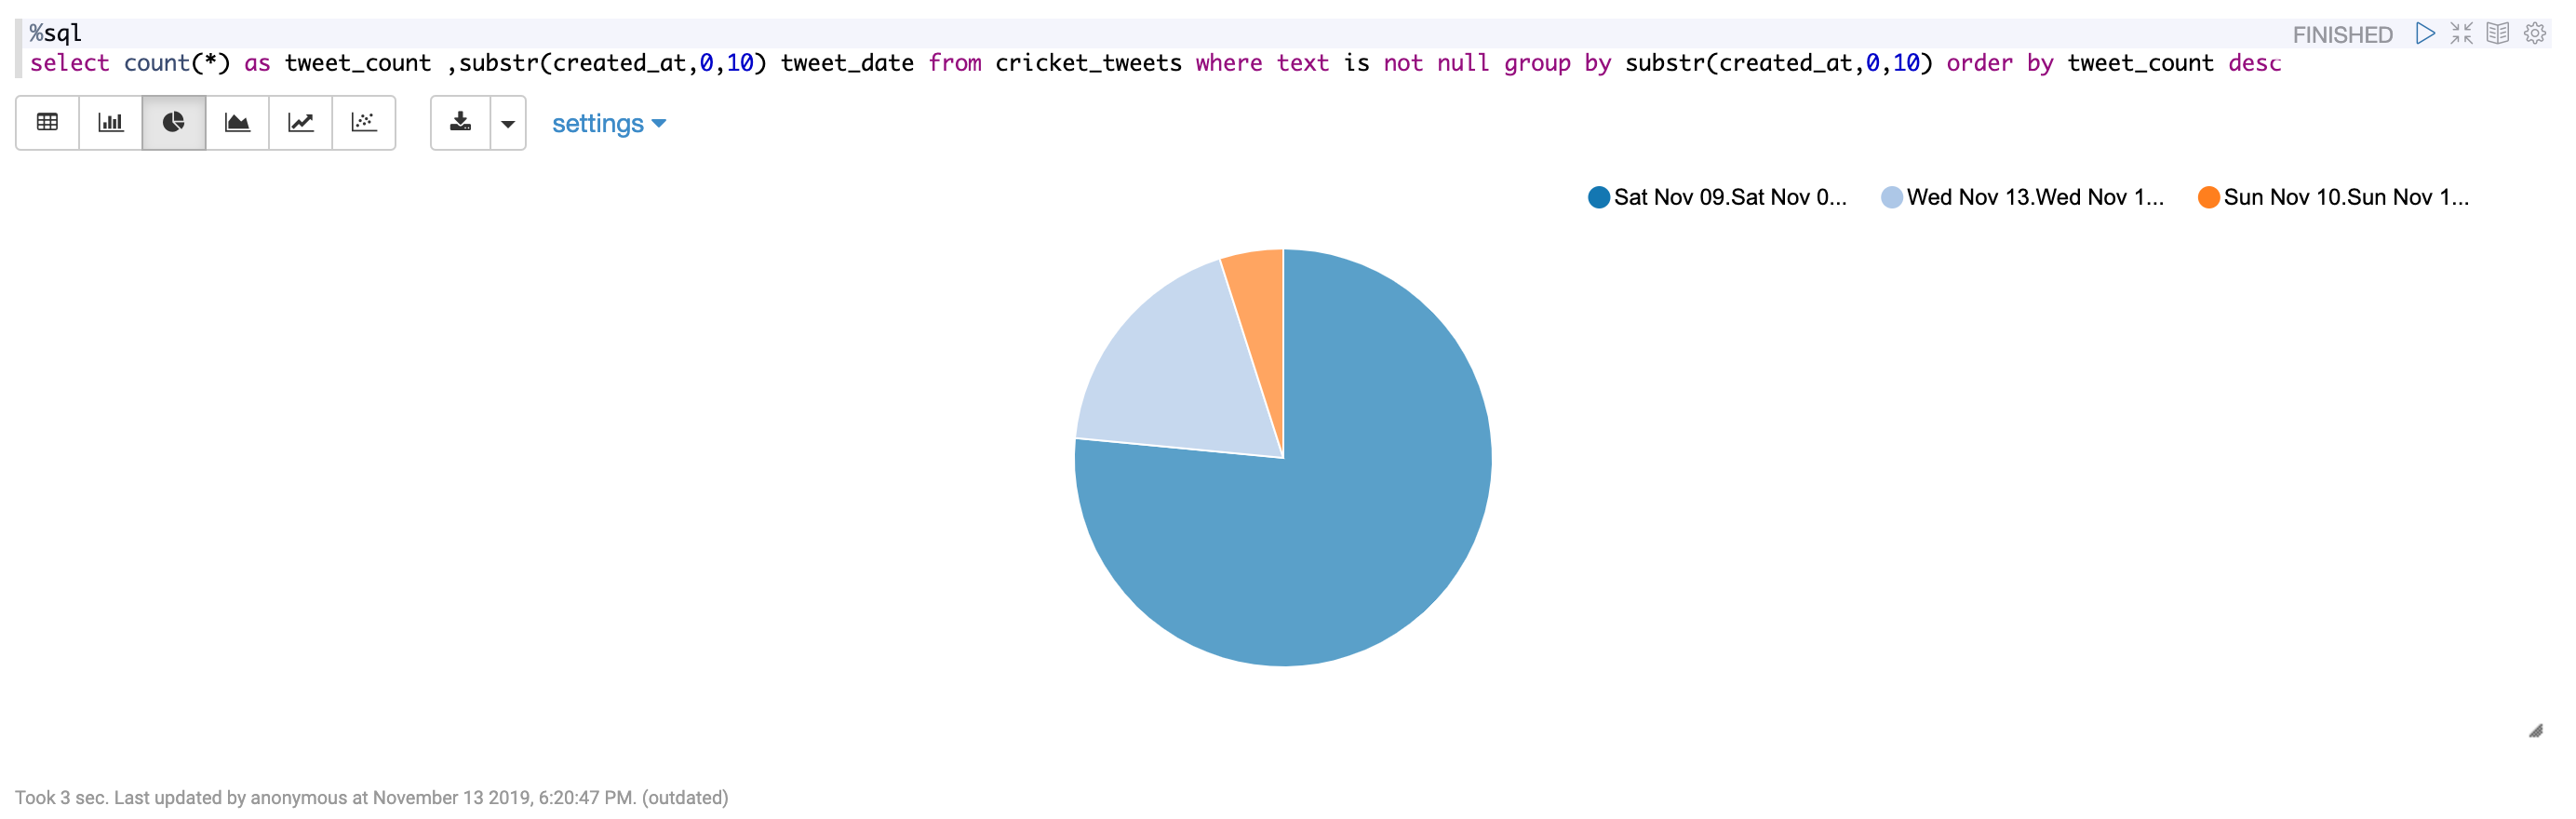 %sql
FINISHED
select count(*) as tweet_count ,substr(created_at,0,10) tweet_date from cricket_tweets where text is not null group by substr(created_at,0,10) order by tweet_count desc
settings
Sat Nov 09.Sat Nov 0... Wed Nov 13.Wed Nov 1... Sun Nov 10.Sun Nov 1...
Took 3 sec. Last updated by anonymous at November 13 2019, 6:20:47 PM. (outdated)